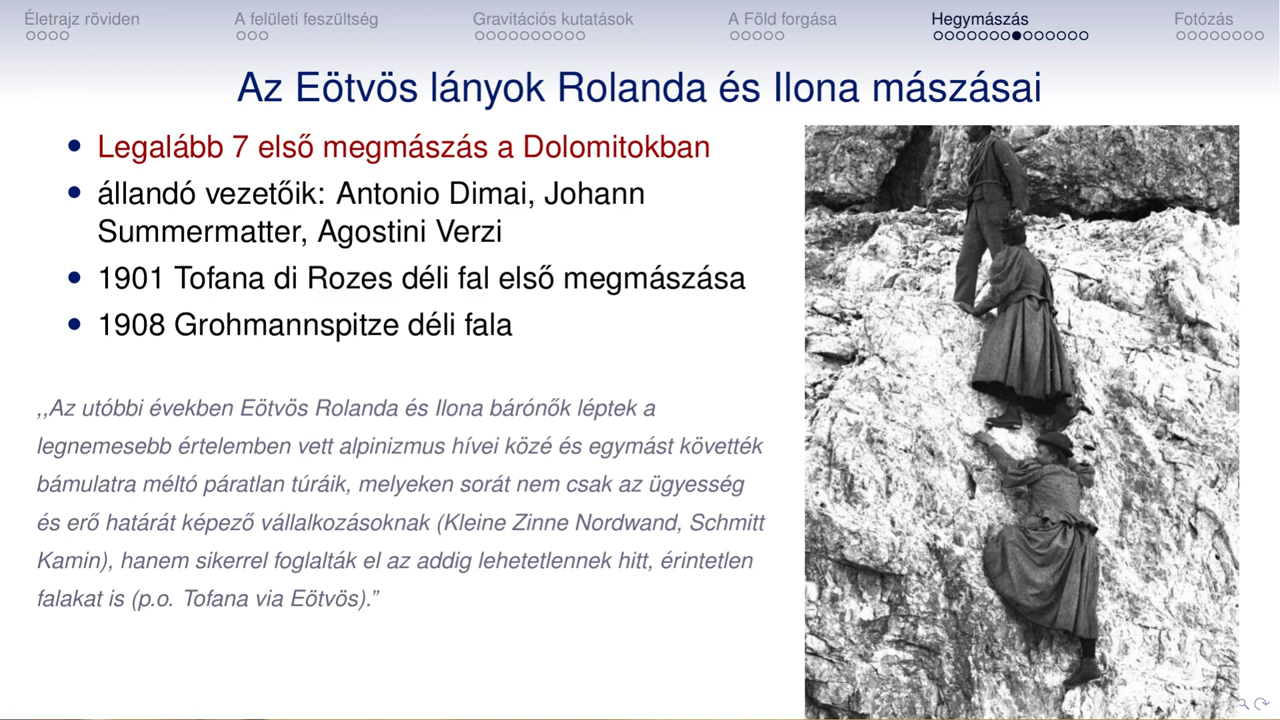 Életrajz röviden
A felületi feszültség
Gravitációs kutatások
A Föld forgása
Hegymászás
Fotózás
Az Eötvös lányok Rolanda és Ilona mászásai
Legalább 7 első megmászás a Dolomitokban
állandó vezetőik: Antonio Dimai, Johann
Summermatter, Agostini Verzi
1901 Tofana di Rozes déli fal első megmászása
1908 Grohmannspitze déli fala
,,Az utóbbi években Eötvös Rolanda és Ilona bárónők léptek a
legnemesebb értelemben vett alpinizmus hívei közé és egymást követték
bámulatra méltó páratlan túráik, melyeken sorát nem csak az ügyesség
és erő határát képező vállalkozásoknak (Kleine Zinne Nordwand, Schmitt
Kamin), hanem sikerrel foglalták el az addig lehetetlennek hitt, érintetlen
falakat is (p.o. Tofana via Eötvös).”